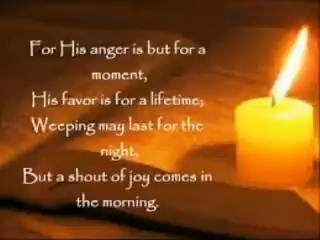 For His anger is but for a
moment,
His favor is for a lifetime;
Weeping may last for the
night,
But a shout of joy comes in
the morning.